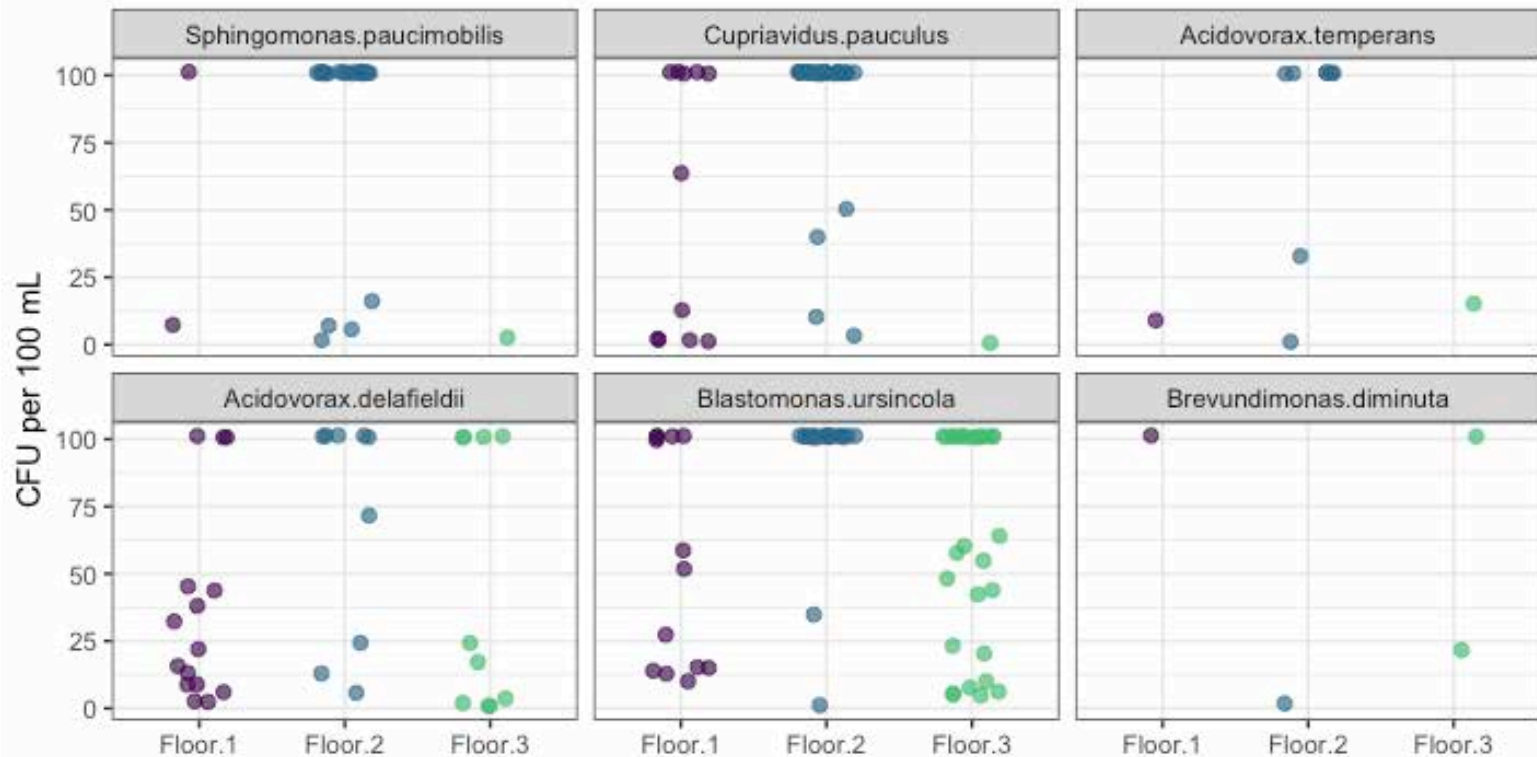 Sphingomonas.paucimobilis Cupriavidus.pauculus Acidovorax.temperans
100
75
50
25
0
CFU per 100 mL
Acidovorax.delafieldii Blastomonas.ursincola Brevundimonas.diminuta
100
75
50
25
0
Floor.1 Floor.2 Floor.3 Floor.1 Floor.2 Floor.3 Floor.1 Floor.2 Floor.3